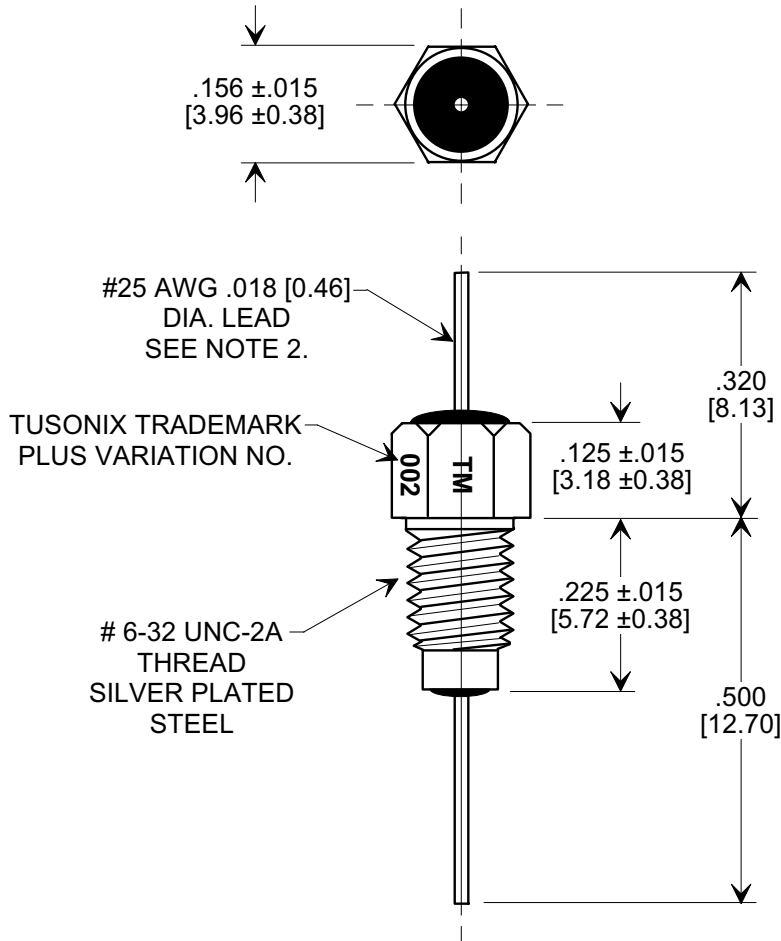 .156 ±.015
[3.96 ±0.38]
#25 AWG .018 [0.46]
DIA. LEAD
SEE NOTE 2.
.320
[8.13]
TUSONIX TRADEMARK
PLUS VARIATION NO.
002
TM
.125 ±.015
[3.18 ±0.38]
# 6-32 UNC-2A
THREAD
SILVER PLATED
STEEL
.225 ±.015
[5.72 ±0.38]
.500
[12.70]